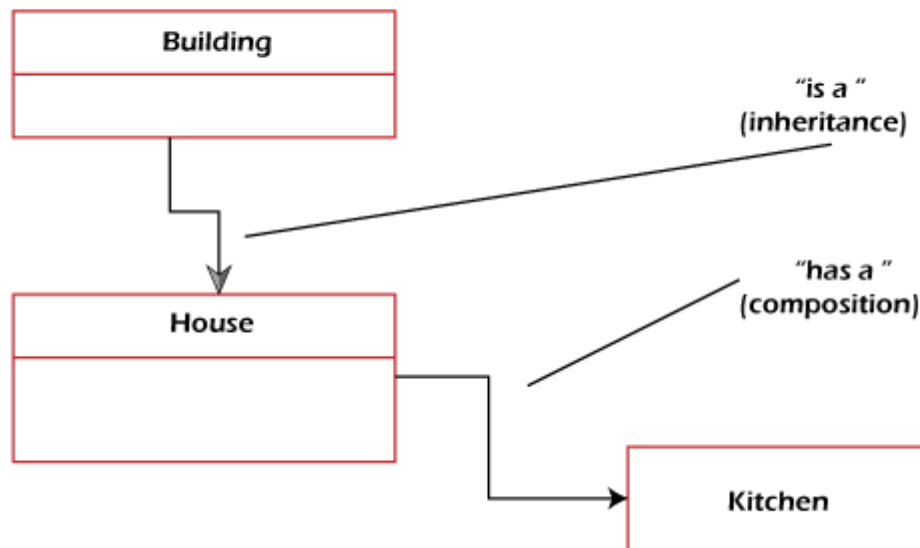 Building
“is a ”
(inheritance)
“has a ”
(composition)
House
Kitchen